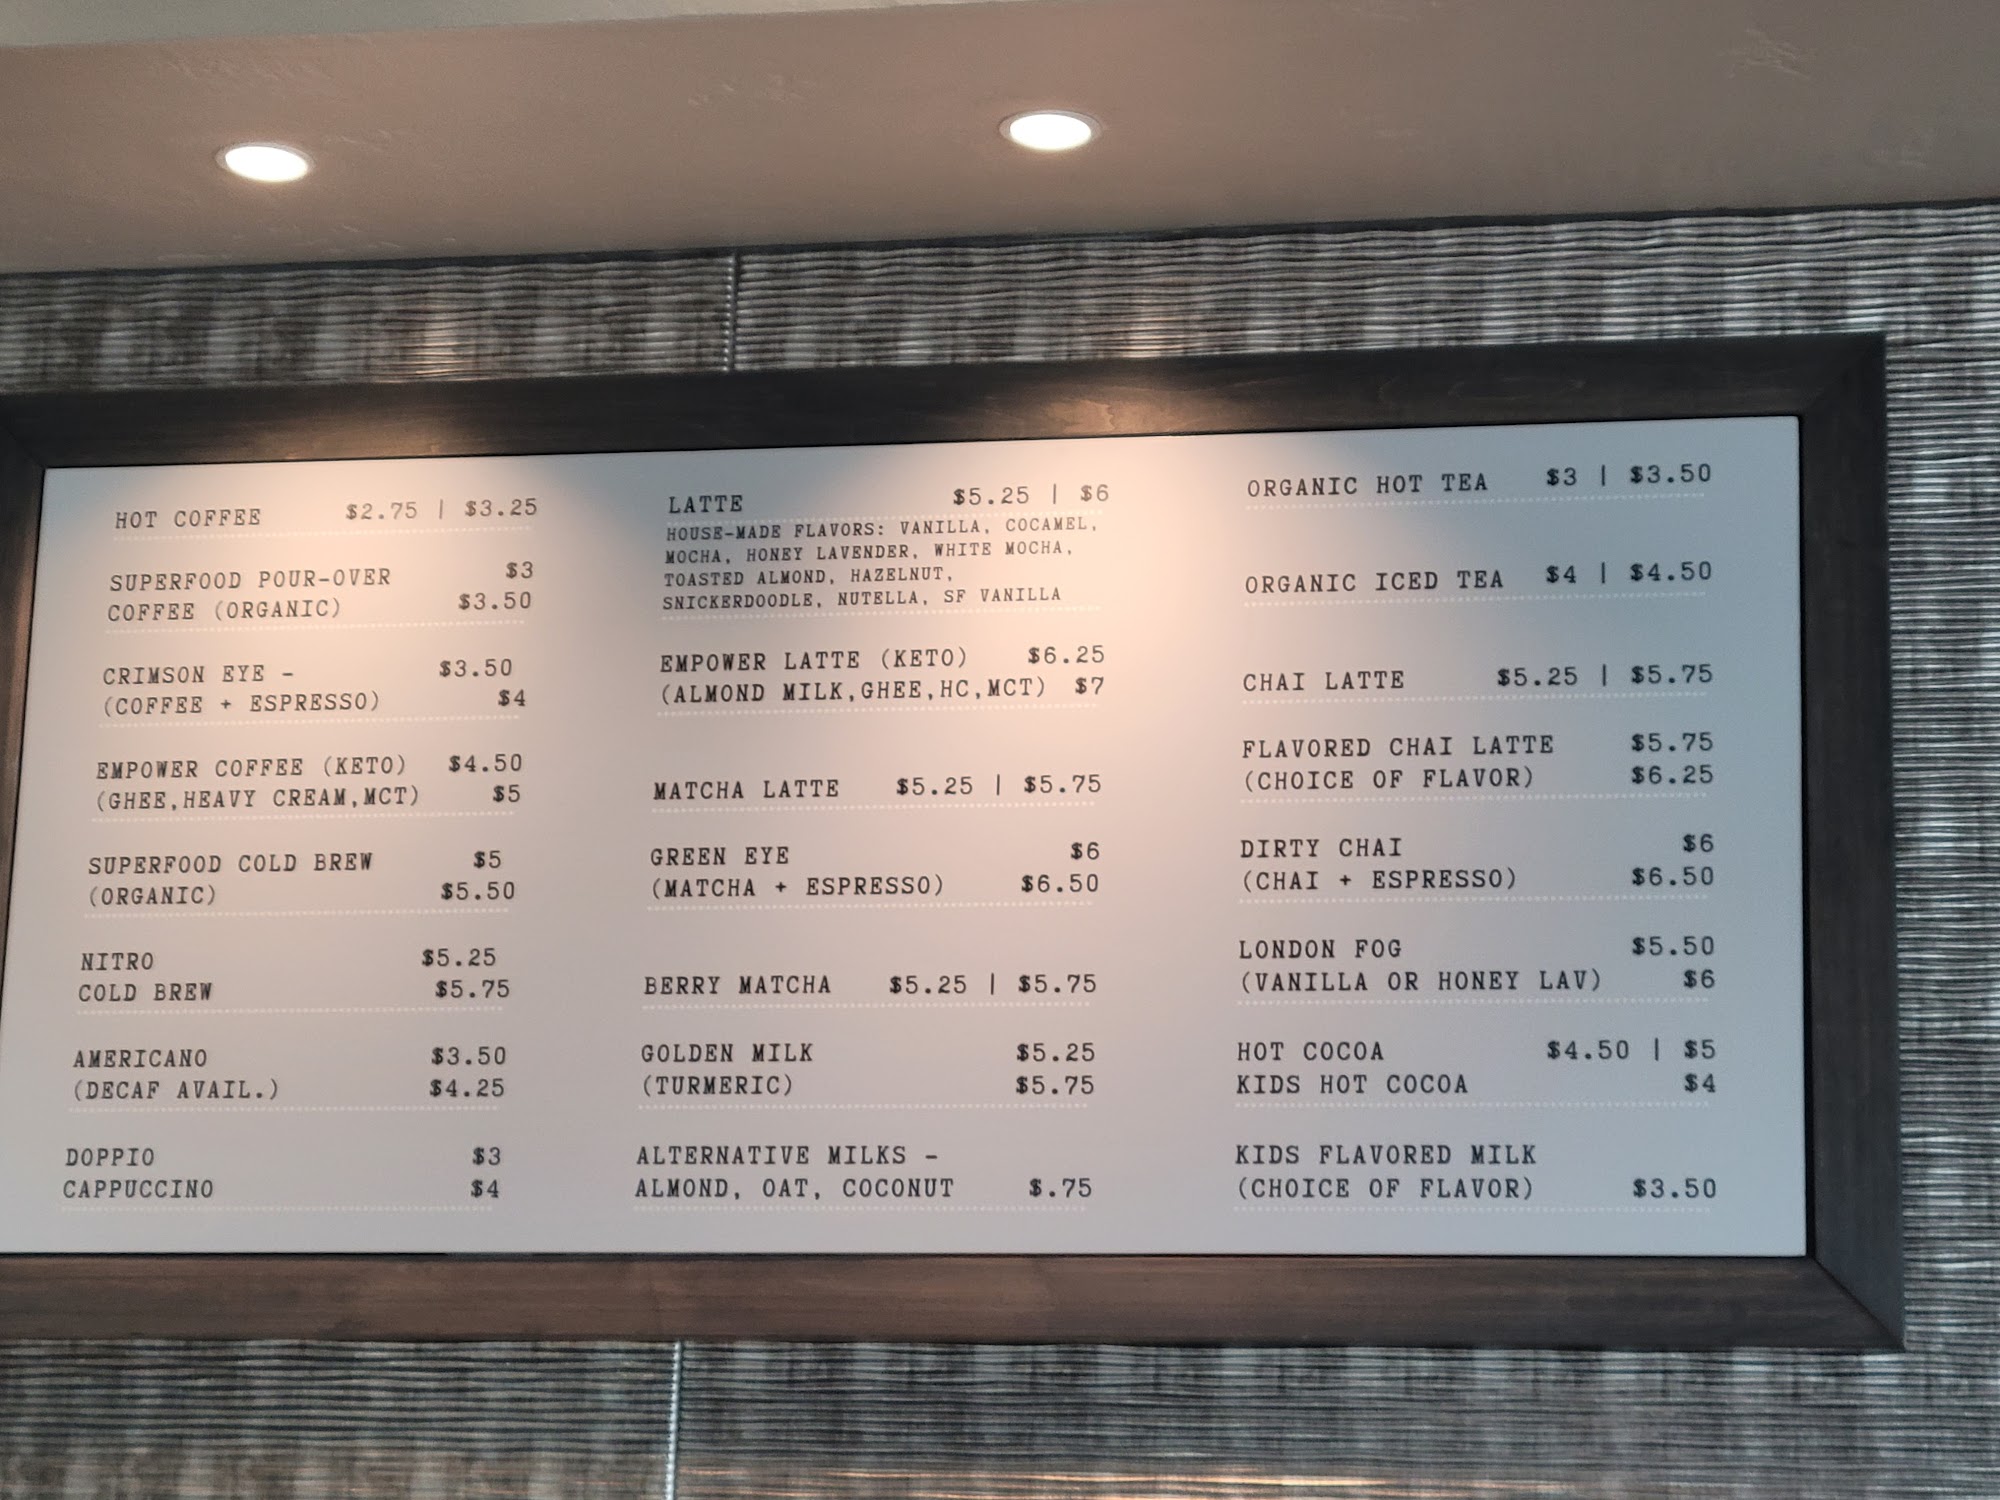 HOT COFFEE $2.75 | $3.25
SUPERFOOD POUR-OVER $3
COFFEE (ORGANIC) $3.50
CRIMSON EYE - $3.50
(COFFEE + ESPRESSO) $4
EMPOWER COFFEE (KETO) $4.50
(GHEE,HEAVY CREAM,MCT) $5
SUPERFOOD COLD BREW $5
(ORGANIC) $5.50
NITRO $5.25
COLD BREW $5.75
AMERICANO $3.50
(DECAF AVAIL.) $4.25
DOPPIO $3
CAPPUCCINO $4
LATTE $5.25 | $6
HOUSE-MADE FLAVORS: VANILLA, COCAMEL,
MOCHA, HONEY LAVENDER, WHITE MOCHA,
TOASTED ALMOND, HAZELNUT,
SNICKERDOODLE, NUTELLA, SF VANILLA
EMPOWER LATTE (KETO) $6.25
(ALMOND MILK,GHEE,HC,MCT) $7
MATCHA LATTE $5.25 | $5.75
GREEN EYE $6
(MATCHA + ESPRESSO) $6.50
BERRY MATCHA $5.25 | $5.75
GOLDEN MILK $5.25
(TURMERIC) $5.75
ALTERNATIVE MILKS -
ALMOND, OAT, COCONUT $.75
ORGANIC HOT TEA $3 | $3.50
ORGANIC ICED TEA $4 | $4.50
CHAI LATTE $5.25 | $5.75
FLAVORED CHAI LATTE $5.75
(CHOICE OF FLAVOR) $6.25
DIRTY CHAI $6
(CHAI + ESPRESSO) $6.50
LONDON FOG $5.50
(VANILLA OR HONEY LAV) $6
HOT COCOA $4.50 | $5
KIDS HOT COCOA $4
KIDS FLAVORED MILK
(CHOICE OF FLAVOR) $3.50